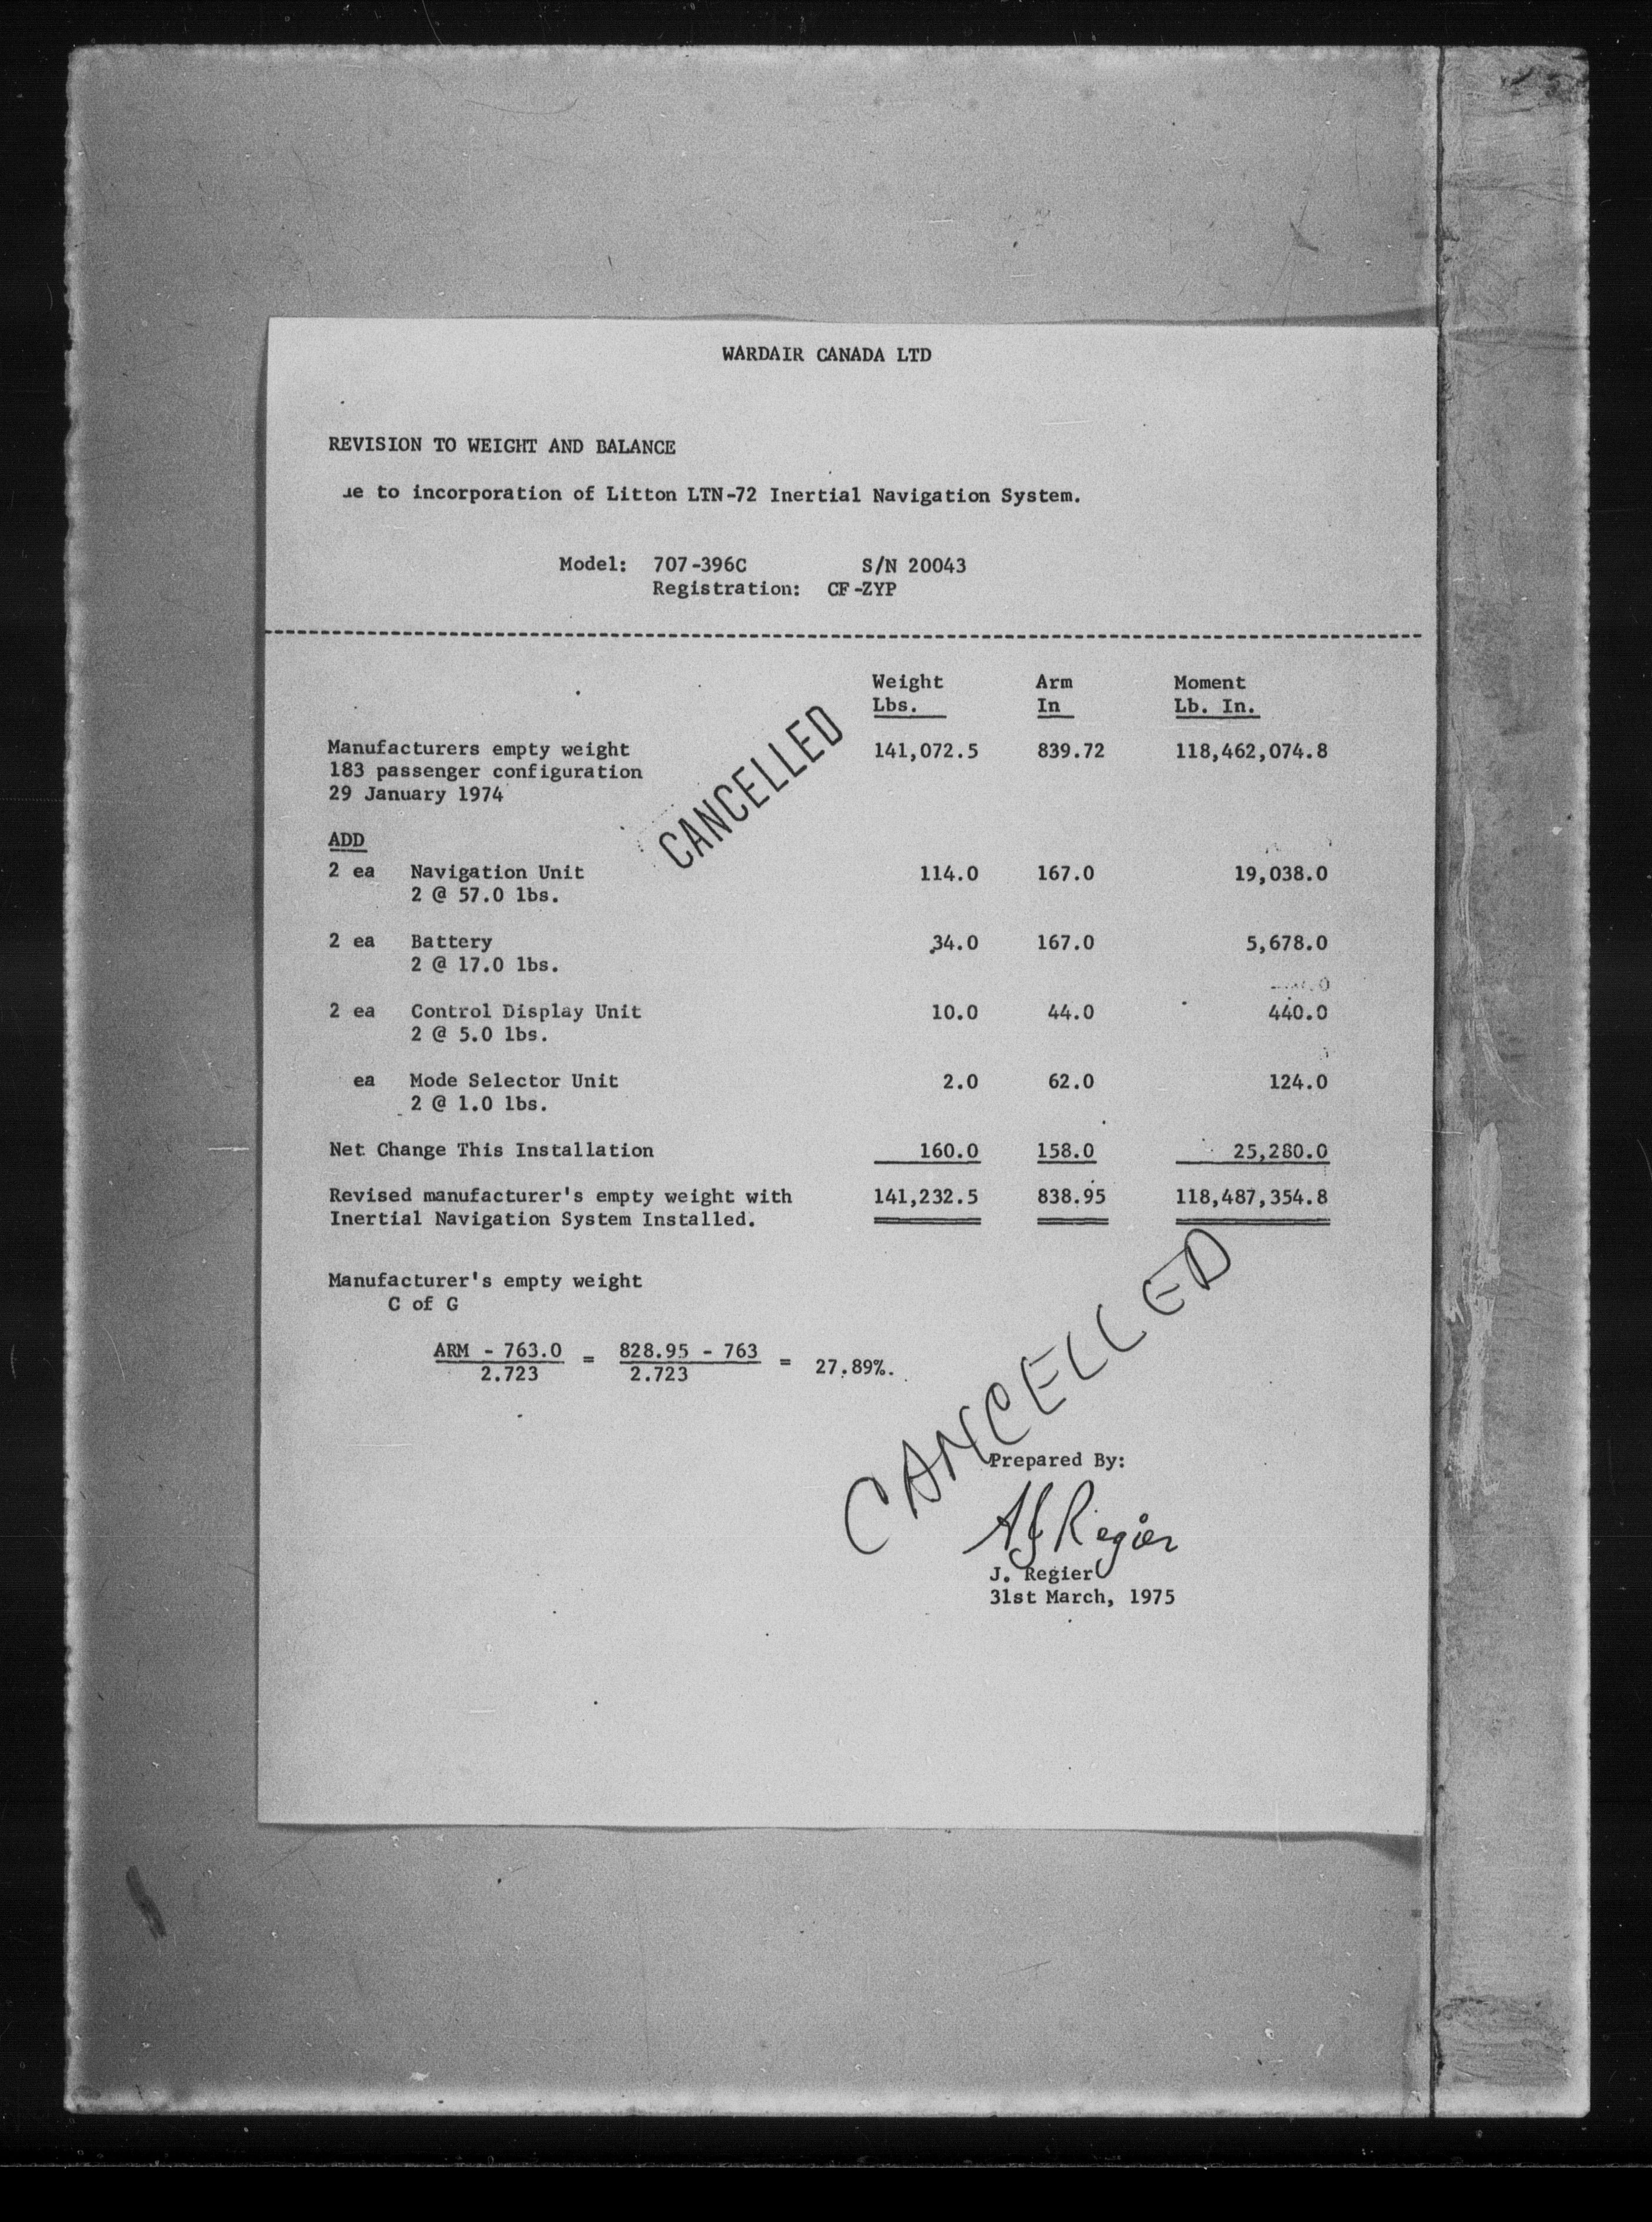 WARDAIR CANADA LTD
REVISION TO WEIGHT AND BALANCE
to incorporation of Litton LTN-72 Inertial Navigation System.
Model: 707-396C S/N 20043
Registration: CF-ZYP
Weight Arm Moment
Lbs. In Lb. In.
Manufacturers empty weight 141,072.5 839.72 118,462,074.8
183 passenger configuration
29 January 1974
CANCELLED
ADD
2 ea Navigation Unit 114.0 167.0 19,038.0
2 @ 57.0 lbs.
2 ea Battery 34.0 167.0 5,678.0
2 @ 17.0 lbs.
2 ea Control Display Unit 10.0 44.0 440.0
2 @ 5.0 lbs.
ea Mode Selector Unit 2.0 62.0 124.0
2 @ 1.0 lbs.
Net Change This Installation 160.0 158.0 25,280.0
Revised manufacturer's empty weight with 141,232.5 838.95 118,487,354.8
Inertial Navigation System Installed.
Manufacturer's empty weight
C of G
ARM - 763.0 = 828.95 - 763 = 27.89%.
2.723 2.723
CANCELLED
Prepared By:
AJ Regier
J. Regier
31st March, 1975